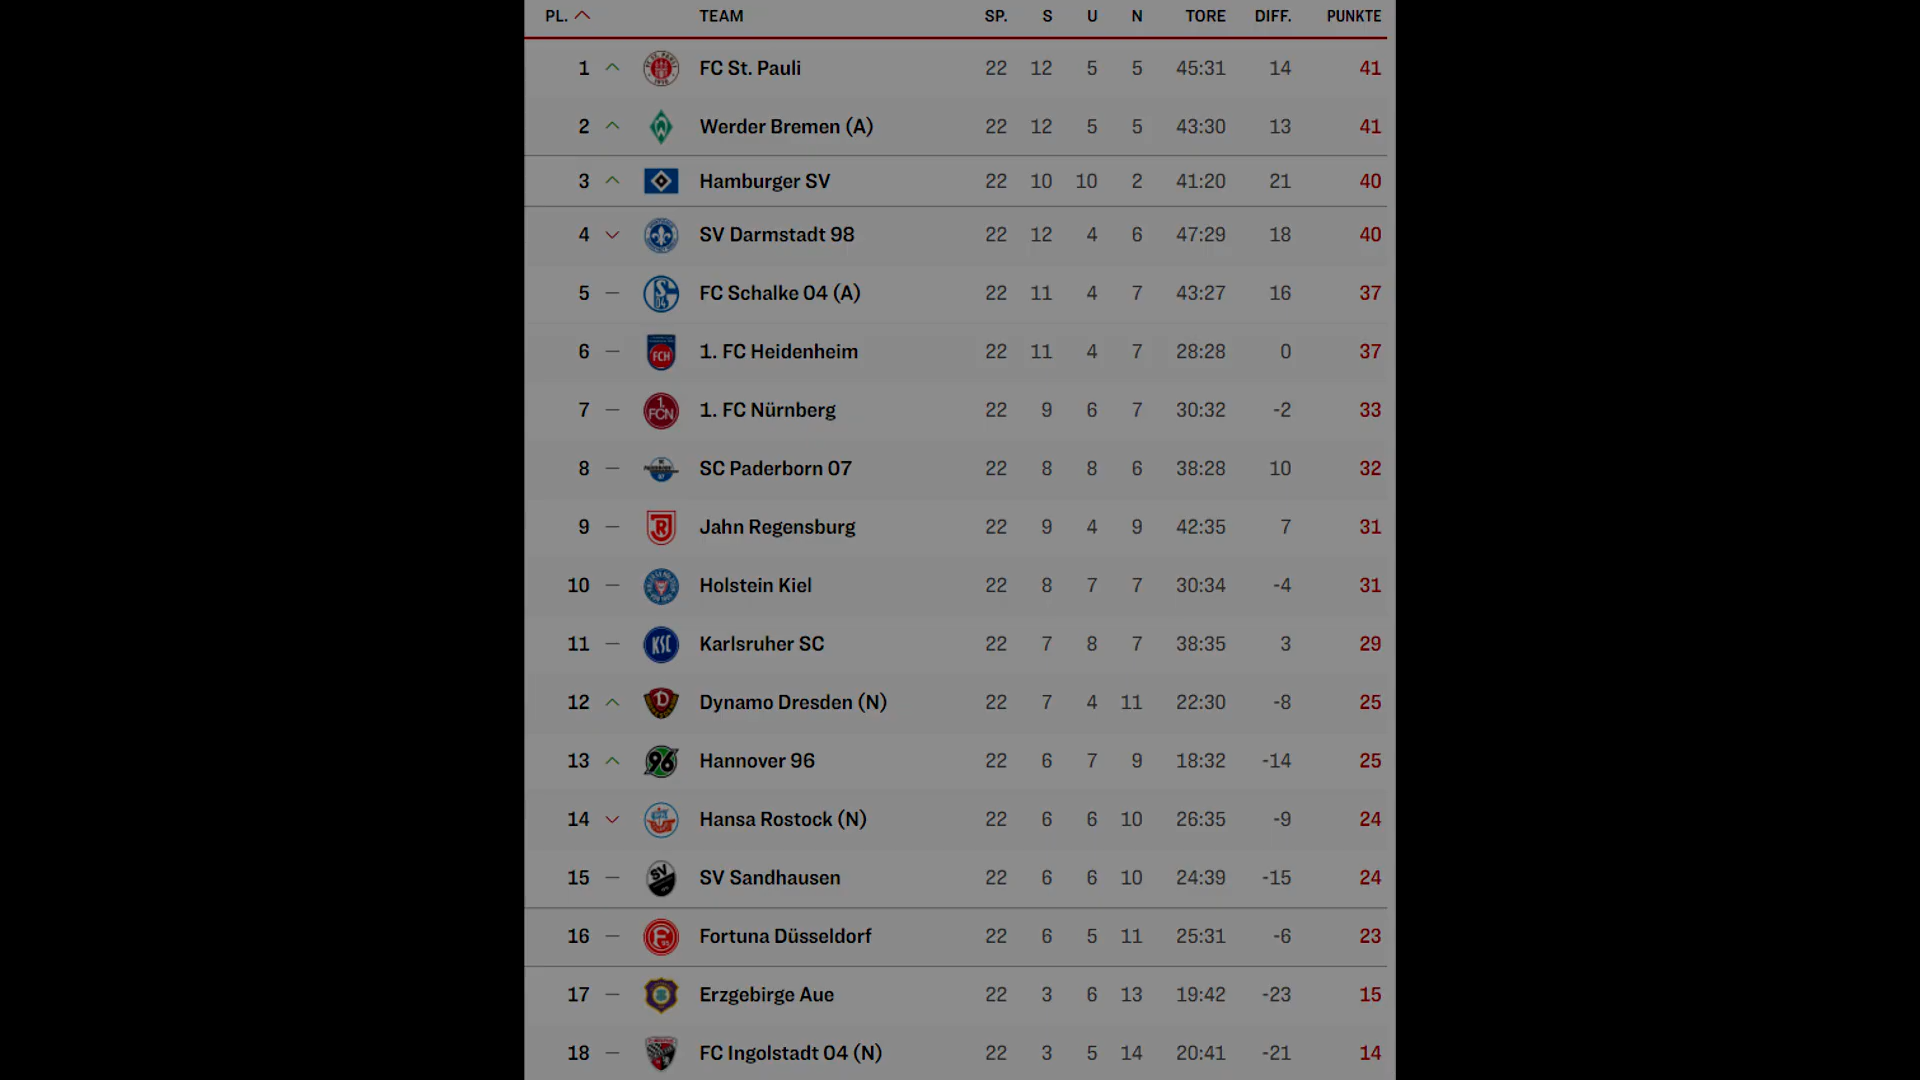 PL. TEAM SP. S U N TORE DIFF. PUNKTE
1 FC St. Pauli 22 12 5 5 45:31 14 41
2 Werder Bremen (A) 22 12 5 5 43:30 13 41
3 Hamburger SV 22 10 10 2 41:20 21 40
4 SV Darmstadt 98 22 12 4 6 47:29 18 40
5 FC Schalke 04 (A) 22 11 4 7 43:27 16 37
6 FCH 1. FC Heidenheim 22 11 4 7 28:28 0 37
7 1. FCN 1. FC Nürnberg 22 9 6 7 30:32 -2 33
8 SC Paderborn 07 22 8 8 6 38:28 10 32
9 Jahn Regensburg 22 9 4 9 42:35 7 31
10 Holstein Kiel 22 8 7 7 30:34 -4 31
11 KSC Karlsruher SC 22 7 8 7 38:35 3 29
12 D Dynamo Dresden (N) 22 7 4 11 22:30 -8 25
13 96 Hannover 96 22 6 7 9 18:32 -14 25
14 Hansa Rostock (N) 22 6 6 10 26:35 -9 24
15 SV SV Sandhausen 22 6 6 10 24:39 -15 24
16 Fortuna Düsseldorf 22 6 5 11 25:31 -6 23
17 Erzgebirge Aue 22 3 6 13 19:42 -23 15
18 FC Ingolstadt 04 (N) 22 3 5 14 20:41 -21 14